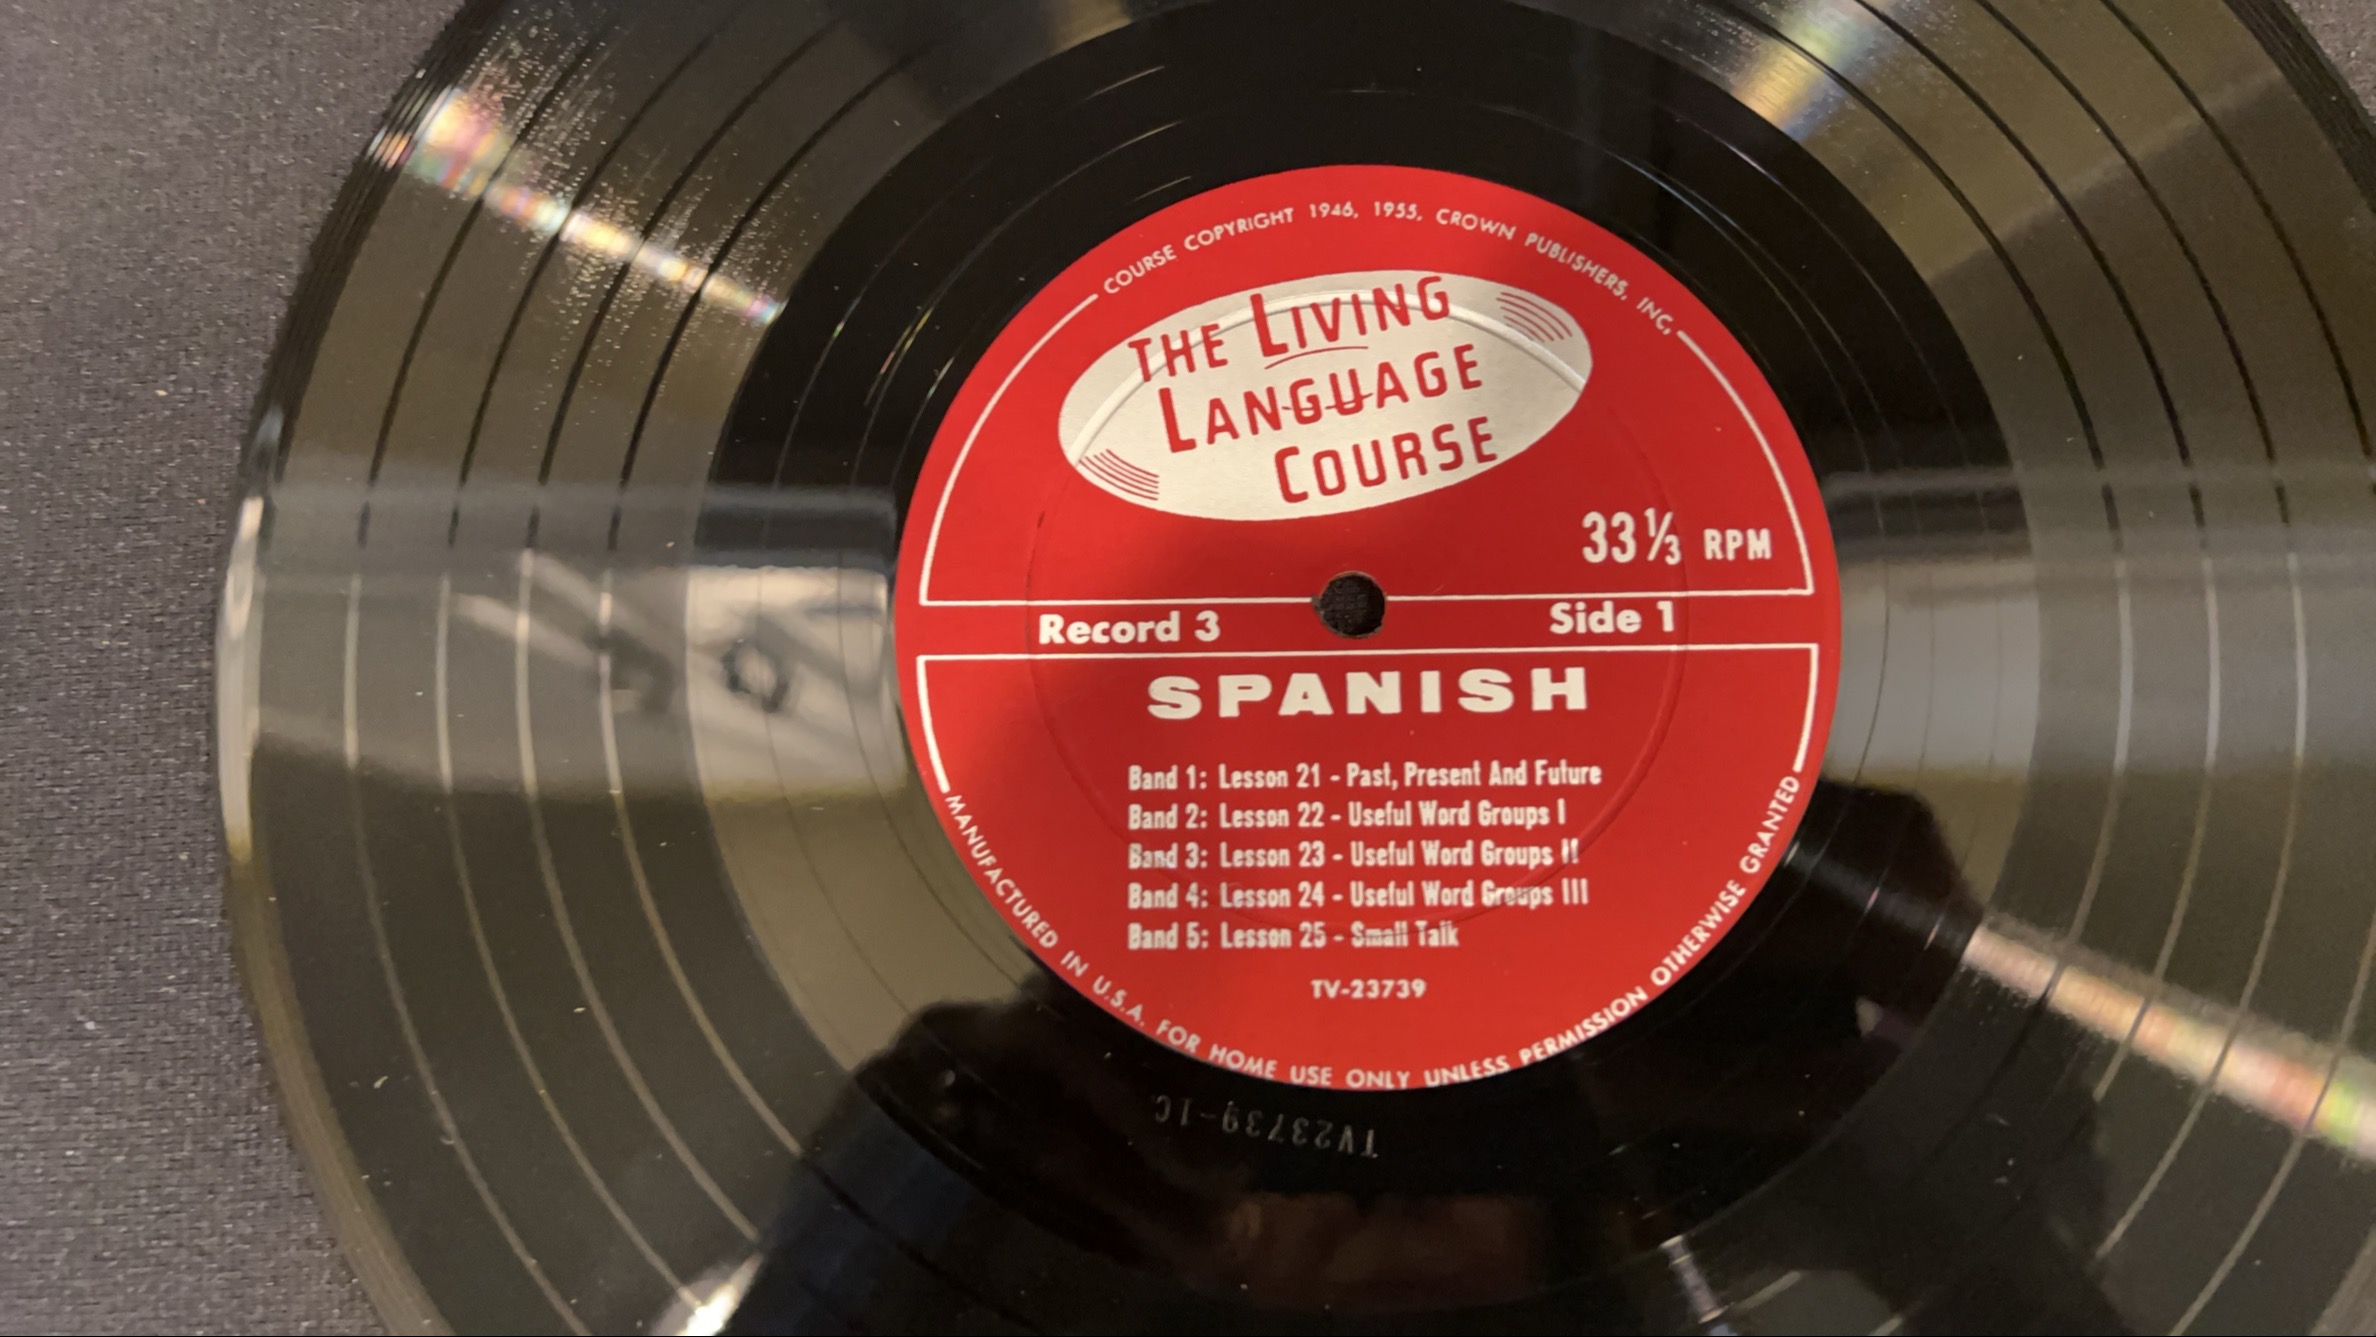 COURSE COPYRIGHT 1946, 1955, CROWN PUBLISHERS, INC.
THE LIVING
LANGUAGE
COURSE
33⅓ RPM
Record 3
Side 1
SPANISH
Band 1: Lesson 21 - Past, Present And Future
Band 2: Lesson 22 - Useful Word Groups I
Band 3: Lesson 23 - Useful Word Groups II
Band 4: Lesson 24 - Useful Word Groups III
Band 5: Lesson 25 - Small Talk
TV-23739
MANUFACTURED IN U.S.A. FOR HOME USE ONLY UNLESS PERMISSION OTHERWISE GRANTED
TV23739-1C